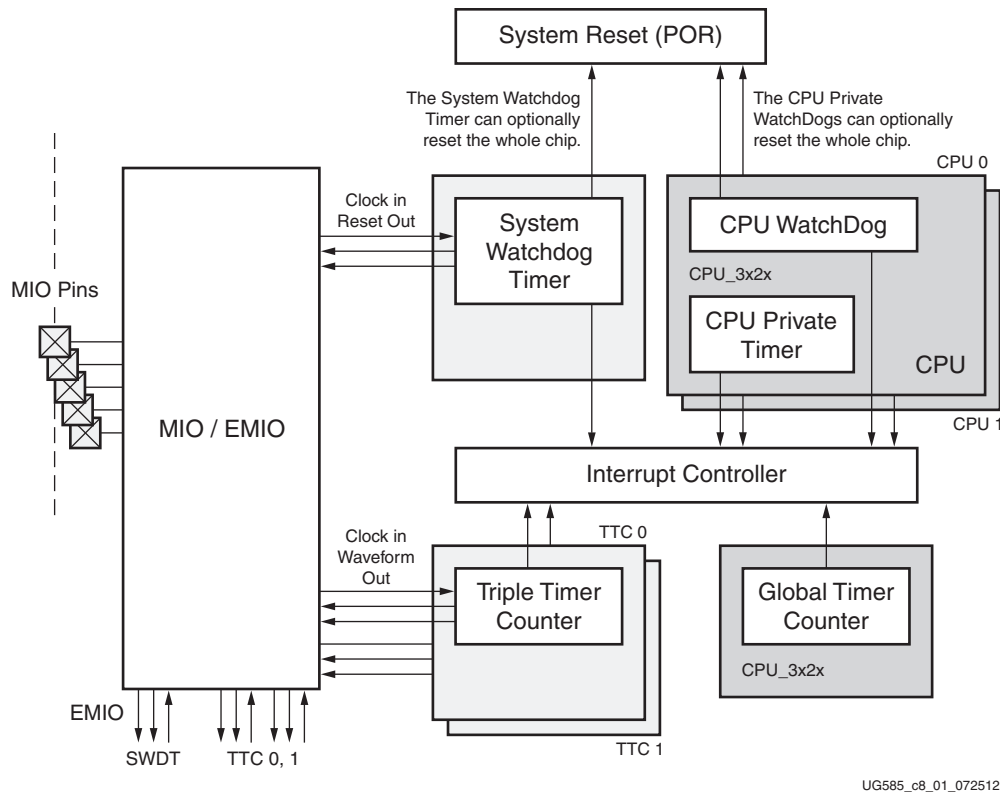 System Reset (POR)
The System Watchdog
Timer can optionally
reset the whole chip.
The CPU Private
WatchDogs can optionally
reset the whole chip.
CPU 0
Clock in
Reset Out
System
Watchdog
Timer
CPU WatchDog
CPU_3x2x
CPU Private
Timer
CPU
CPU 1
MIO Pins
MIO / EMIO
Interrupt Controller
Clock in
Waveform
Out
TTC 0
Triple Timer
Counter
Global Timer
Counter
CPU_3x2x
EMIO
SWDT
TTC 0, 1
TTC 1
UG585_c8_01_072512